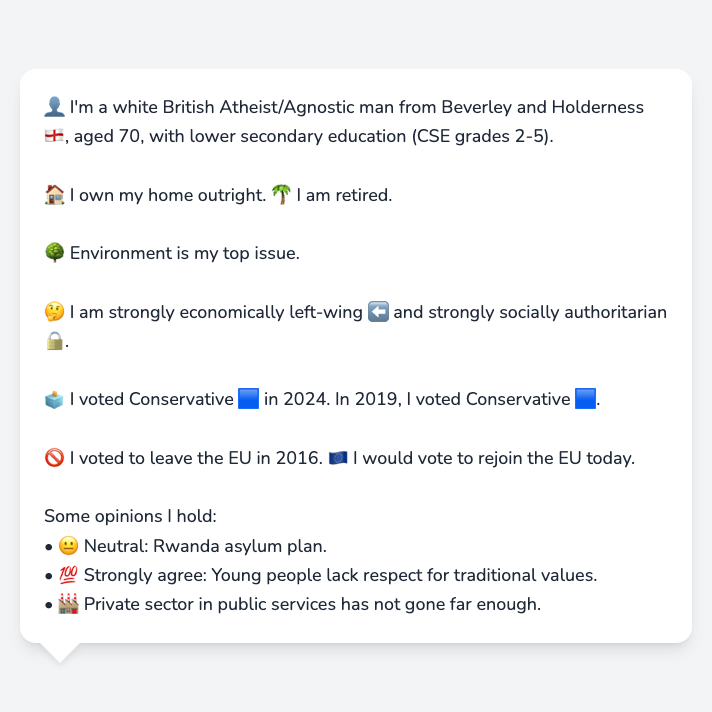 👤 I'm a white British Atheist/Agnostic man from Beverley and Holderness
🏴󠁧󠁢󠁥󠁮󠁧󠁿, aged 70, with lower secondary education (CSE grades 2-5).
🏠 I own my home outright. 🌴 I am retired.
🌳 Environment is my top issue.
🤔 I am strongly economically left-wing ⬅️ and strongly socially authoritarian
🔒.
🗳️ I voted Conservative 🟦 in 2024. In 2019, I voted Conservative 🟦.
🚫 I voted to leave the EU in 2016. 🇪🇺 I would vote to rejoin the EU today.
Some opinions I hold:
• 😐 Neutral: Rwanda asylum plan.
• 💯 Strongly agree: Young people lack respect for traditional values.
• 🏭 Private sector in public services has not gone far enough.